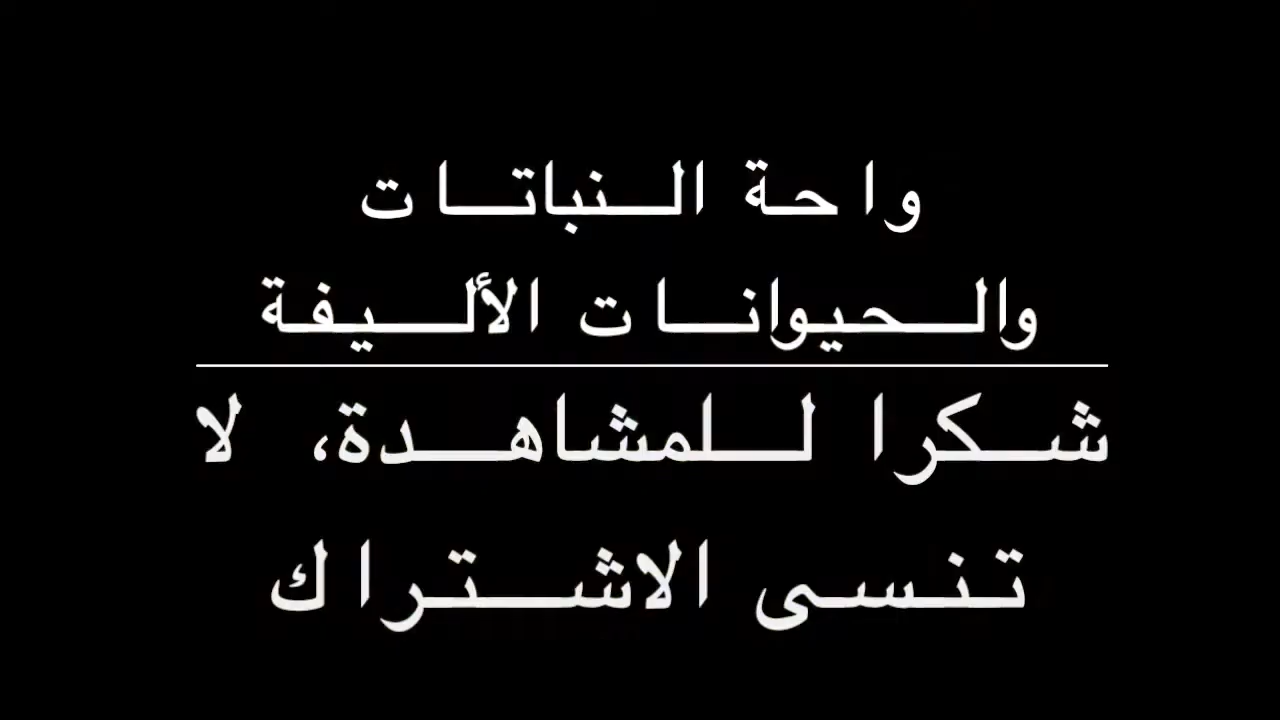 واحة النباتات
والحيوانات الأليفة
شكرا للمشاهدة، لا
تنسى الاشتراك